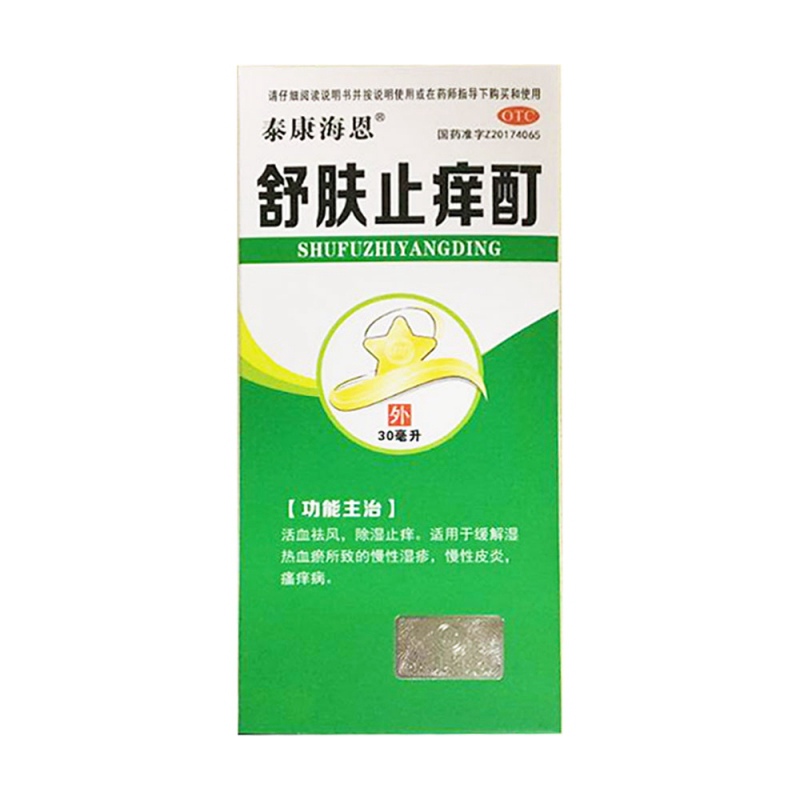 请仔细阅读说明书并按说明使用或在药师指导下购买和使用
OTC
泰康海恩®
国药准字Z20174065
舒肤止痒酊
SHUFUZHIYANGDING
外
30毫升
【功能主治】
活血祛风，除湿止痒。适用于缓解湿
热血瘀所致的慢性湿疹，慢性皮炎，
瘙痒病。